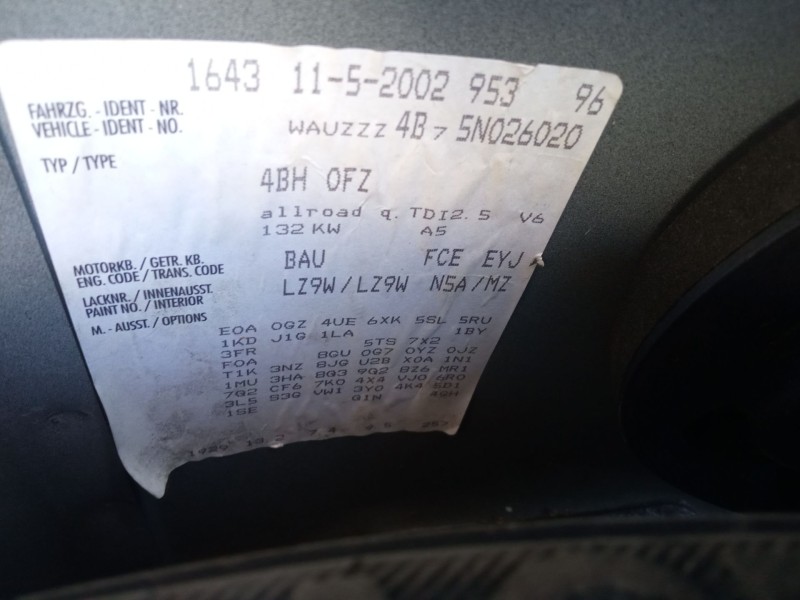 1643 11-5-2002 953 96
FAHRZG. - IDENT - NR.
VEHICLE - IDENT - NO. WAUZZZ 4B 7 5N026020
TYP / TYPE
4BH 0FZ
allroad q. TDI2.5 V6
132 KW A5
MOTORKB. / GETR. KB.
ENG. CODE / TRANS. CODE BAU FCE EYJ
LACKNR. / INNENAUSST.
PAINT NO. / INTERIOR LZ9W/LZ9W N5A/MZ
M. - AUSST. / OPTIONS
E0A 0GZ 4UE 6XK 5SL 5RU
1KD J1G 1LA 1BY
3FR 5TS 7X2
F0A 8GU 0G7 0YZ 0JZ
T1K 3NZ 8JG U2B X0A 1N1
1MU 3HA 8G3 9Q2 8Z6 MR1
7Q2 CF6 7K0 4X4 VJ0 6R0
3L5 S3G VW1 3Y0 4K4 5D1
1SE G1N